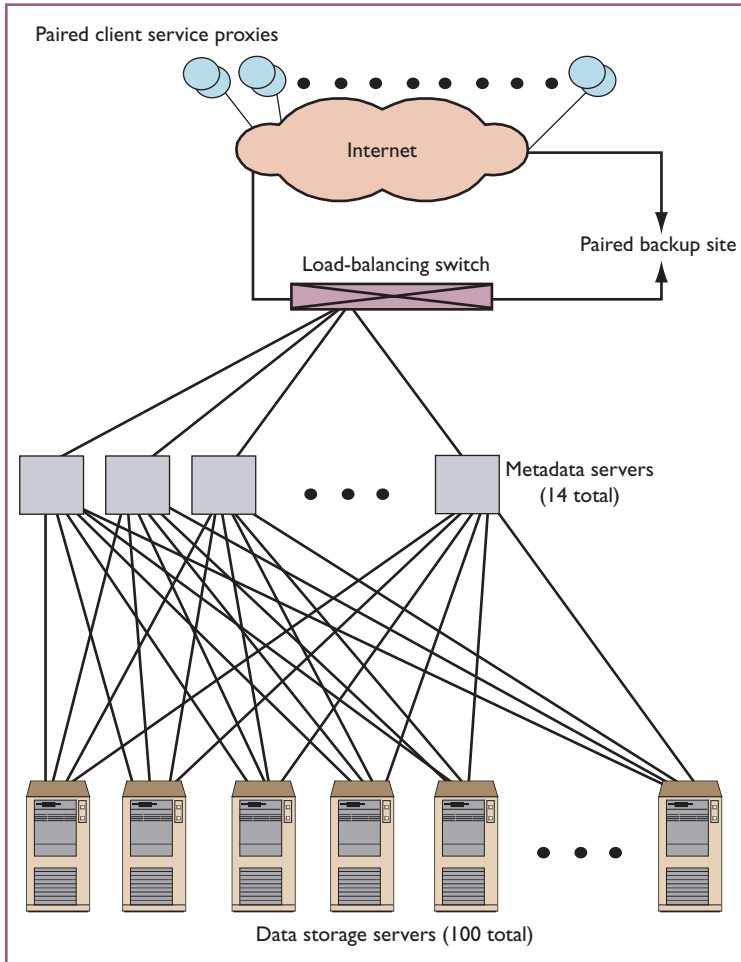 Paired client service proxies
Internet
Paired backup site
Load-balancing switch
Metadata servers
(14 total)
Data storage servers (100 total)